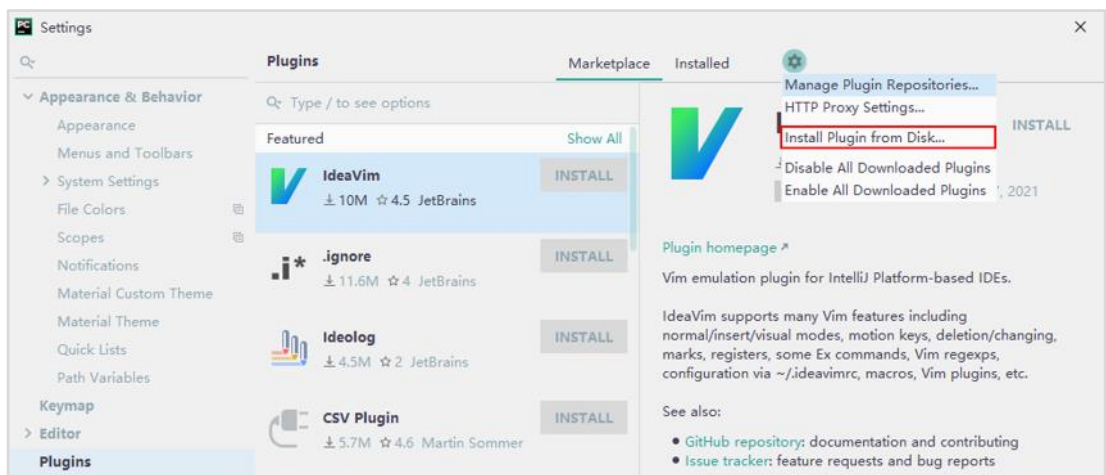 PC
Settings
Plugins
Marketplace
Installed
Appearance & Behavior
Appearance
Menus and Toolbars
System Settings
File Colors
Scopes
Notifications
Material Custom Theme
Material Theme
Quick Lists
Path Variables
Keymap
Editor
Plugins
Type / to see options
Featured
Show All
IdeaVim
INSTALL
10M 4.5 JetBrains
.i*
.ignore
INSTALL
11.6M 4 JetBrains
Ideolog
INSTALL
4.5M 2 JetBrains
CSV Plugin
INSTALL
5.7M 4.6 Martin Sommer
Manage Plugin Repositories...
HTTP Proxy Settings...
Install Plugin from Disk...
Disable All Downloaded Plugins
Enable All Downloaded Plugins
INSTALL
, 2021
Plugin homepage ↗
Vim emulation plugin for IntelliJ Platform-based IDEs.
IdeaVim supports many Vim features including
normal/insert/visual modes, motion keys, deletion/changing,
marks, registers, some Ex commands, Vim regexps,
configuration via ~/.ideavimrc, macros, Vim plugins, etc.
See also:
• GitHub repository: documentation and contributing
• Issue tracker: feature requests and bug reports